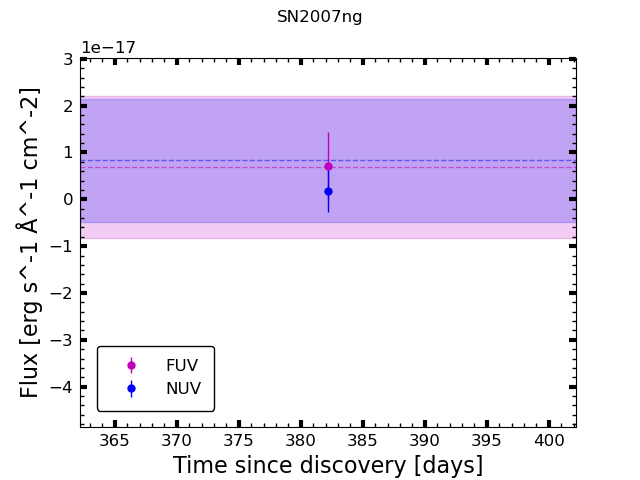 SN2007ng
1e−17
3
2
1
0
−1
−2
−3
−4
Flux [erg s^-1 Å^-1 cm^-2]
FUV
NUV
365 370 375 380 385 390 395 400
Time since discovery [days]